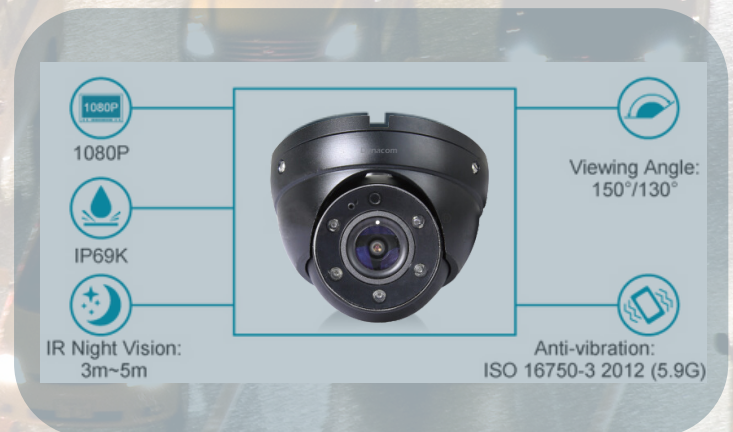 1080P
1080P
IP69K
IR Night Vision:
3m~5m
Viewing Angle:
150°/130°
Anti-vibration:
ISO 16750-3 2012 (5.9G)